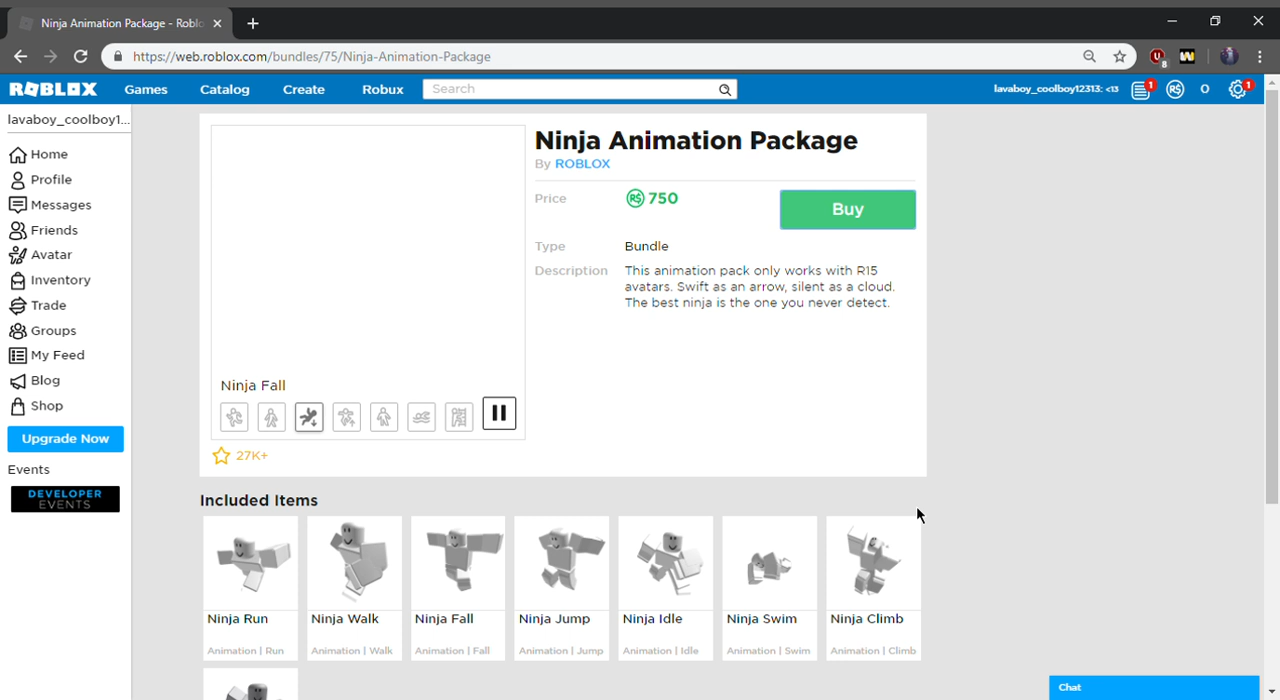 Ninja Animation Package - Roblo
https://web.roblox.com/bundles/75/Ninja-Animation-Package
8
ROBLOX Games Catalog Create Robux Search lavaboy_coolboy12313: <13 1 R$ 0 1
lavaboy_coolboy1...
Home
Profile
Messages
Friends
Avatar
Inventory
Trade
Groups
My Feed
Blog
Shop
Upgrade Now
Events
DEVELOPER
EVENTS
Ninja Animation Package
By ROBLOX
Price R$ 750 Buy
Type Bundle
Description This animation pack only works with R15
avatars. Swift as an arrow, silent as a cloud.
The best ninja is the one you never detect.
Ninja Fall
27K+
Included Items
Ninja Run Ninja Walk Ninja Fall Ninja Jump Ninja Idle Ninja Swim Ninja Climb
Animation | Run Animation | Walk Animation | Fall Animation | Jump Animation | Idle Animation | Swim Animation | Climb
Chat